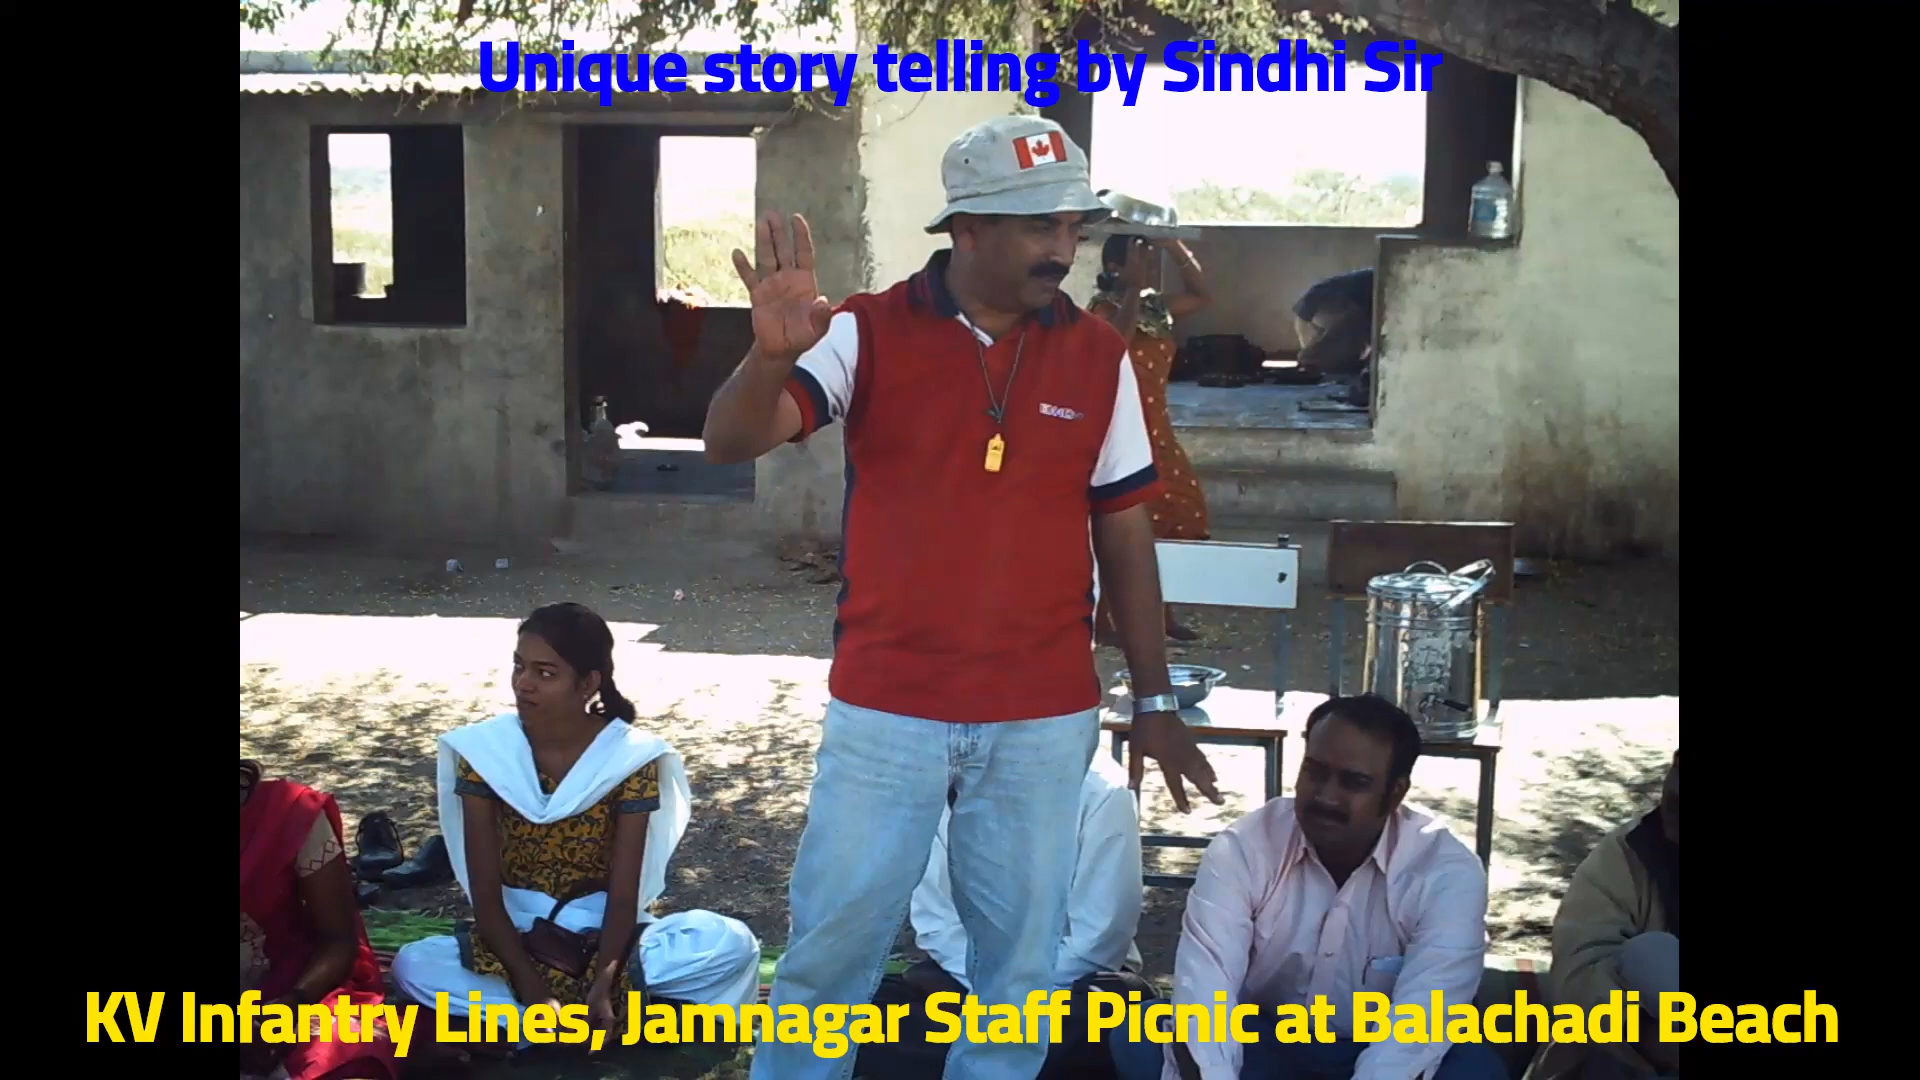 Unique story telling by Sindhi Sir
KV Infantry Lines, Jamnagar Staff Picnic at Balachadi Beach